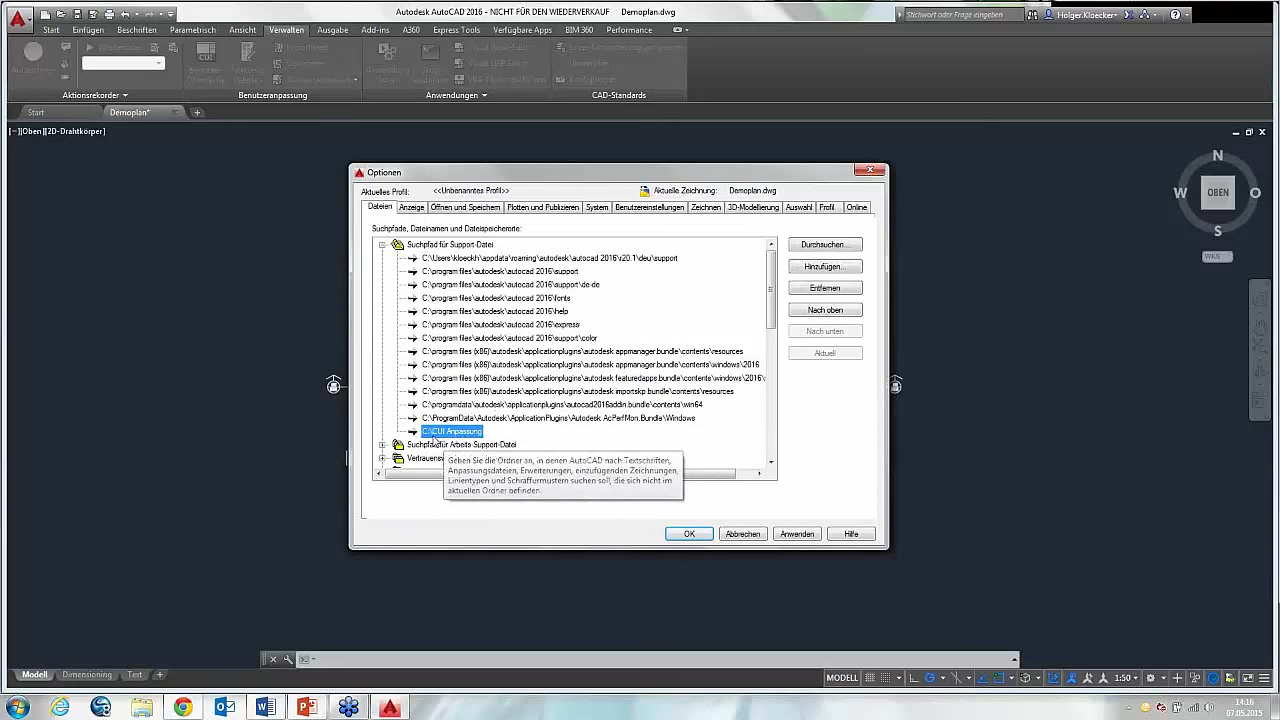 Autodesk AutoCAD 2016 - NICHT FÜR DEN WIEDERVERKAUF Demoplan.dwg
Stichwort oder Frage eingeben
Holger.Kloecker
Start Einfügen Beschriften Parametrisch Ansicht Verwalten Ausgabe Add-ins A360 Express Tools Verfügbare Apps BIM 360 Performance
CUI
Aktionsrekorder Benutzeranpassung Anwendungen CAD-Standards
Start Demoplan*
[−][Oben][2D-Drahtkörper]
N
W OBEN O
S
WKS
Optionen
Aktuelles Profil: <<Unbenanntes Profil>> Aktuelle Zeichnung: Demoplan.dwg
Dateien Anzeige Öffnen und Speichern Plotten und Publizieren System Benutzereinstellungen Zeichnen 3D-Modellierung Auswahl Profil Online
Suchpfade, Dateinamen und Dateispeicherorte:
Suchpfad für Support-Datei
C:\Users\kloeckh\appdata\roaming\autodesk\autocad 2016\r20.1\deu\support
C:\program files\autodesk\autocad 2016\support
C:\program files\autodesk\autocad 2016\support\de-de
C:\program files\autodesk\autocad 2016\fonts
C:\program files\autodesk\autocad 2016\help
C:\program files\autodesk\autocad 2016\express
C:\program files\autodesk\autocad 2016\support\color
C:\program files (x86)\autodesk\applicationplugins\autodesk appmanager.bundle\contents\resources
C:\program files (x86)\autodesk\applicationplugins\autodesk appmanager.bundle\contents\windows\2016
C:\program files (x86)\autodesk\applicationplugins\autodesk featuredapps.bundle\contents\windows\2016\
C:\program files (x86)\autodesk\applicationplugins\autodesk importskp.bundle\contents\resources
C:\programdata\autodesk\applicationplugins\autocad2016addin.bundle\contents\win64
C:\ProgramData\Autodesk\ApplicationPlugins\Autodesk AcPerfMon.Bundle\Windows
C:\CUI Anpassung
Suchpfad für Arbeits-Support-Datei
Durchsuchen...
Hinzufügen...
Entfernen
Nach oben
Nach unten
Aktuell
Geben Sie die Ordner an, in denen AutoCAD nach Textschriften,
Anpassungsdateien, Erweiterungen, einzufügenden Zeichnungen,
Linientypen und Schraffurmustern suchen soll, die sich nicht im
aktuellen Ordner befinden.
OK Abbrechen Anwenden Hilfe
Modell Dimensioning Text
MODELL 1:50
14:16
07.05.2015